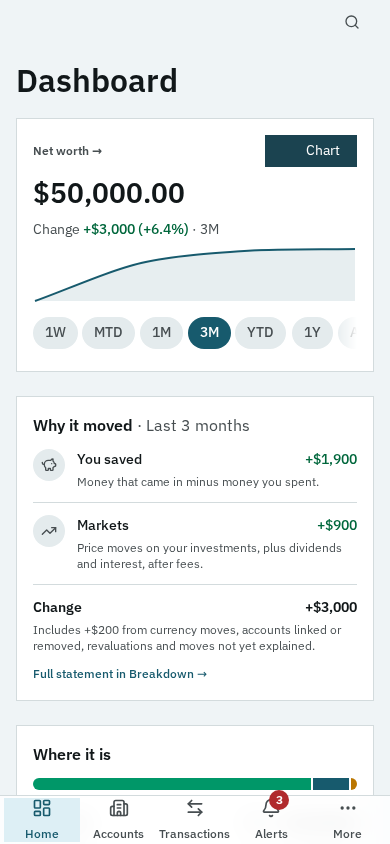 Dashboard
Net worth →
Chart
$50,000.00
Change +$3,000 (+6.4%) · 3M
1W MTD 1M 3M YTD 1Y
Why it moved · Last 3 months
You saved +$1,900
Money that came in minus money you spent.
Markets +$900
Price moves on your investments, plus dividends
and interest, after fees.
Change +$3,000
Includes +$200 from currency moves, accounts linked or
removed, revaluations and moves not yet explained.
Full statement in Breakdown →
Where it is
3
Home Accounts Transactions Alerts More